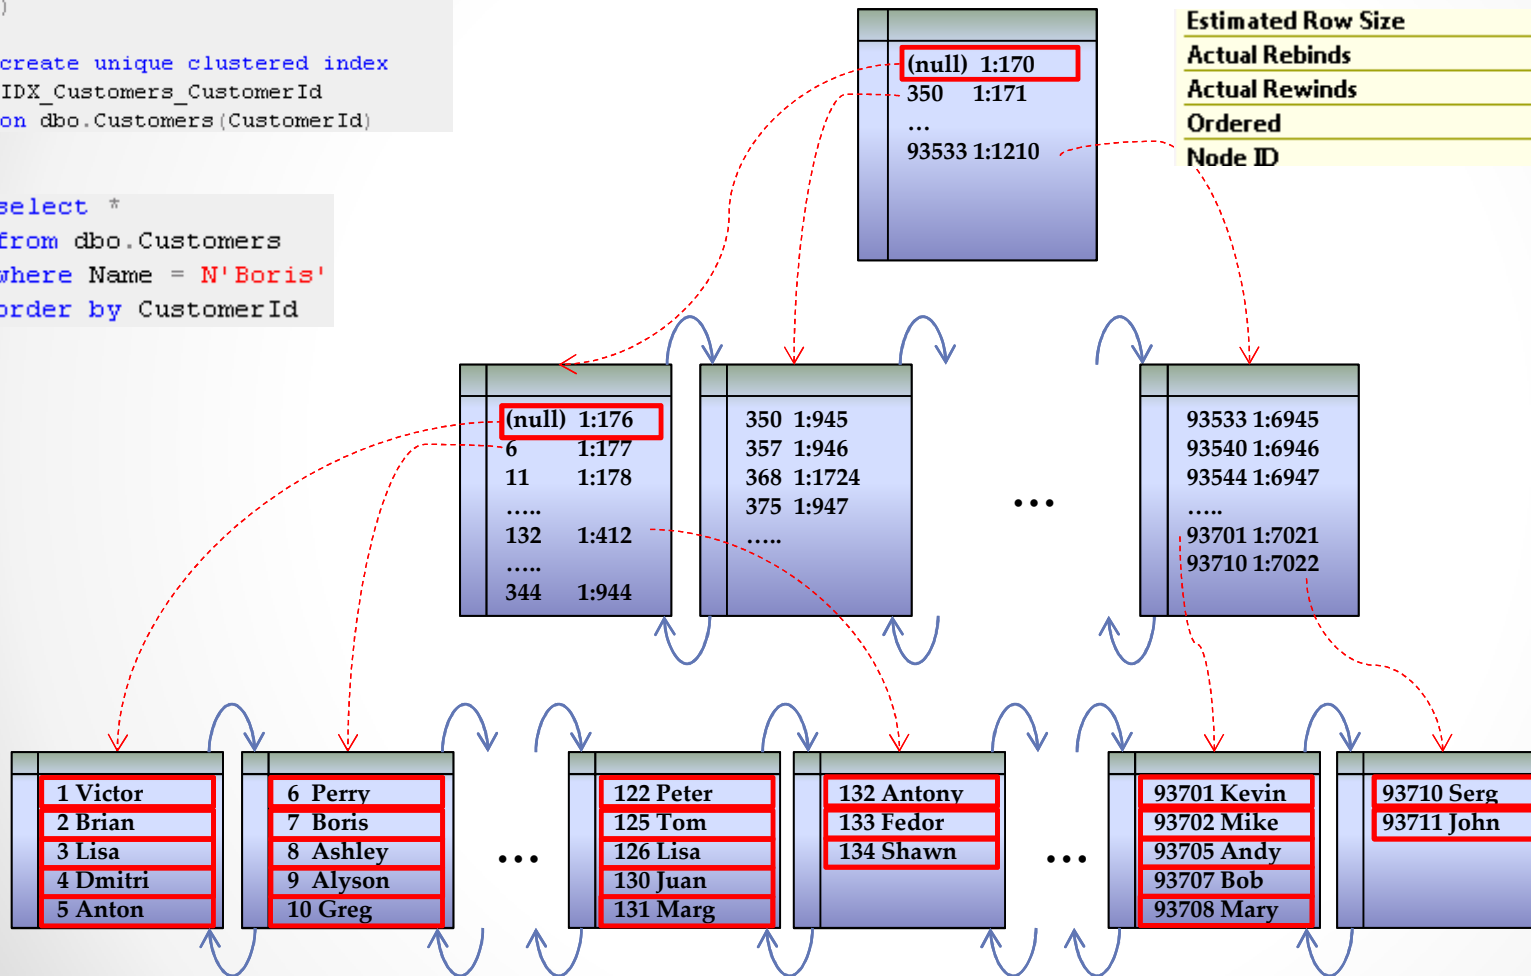 )
create unique clustered index
IDX_Customers_CustomerId
on dbo.Customers(CustomerId)
select *
from dbo.Customers
where Name = N'Boris'
order by CustomerId
(null) 1:170
350 1:171
...
93533 1:1210
Estimated Row Size
Actual Rebinds
Actual Rewinds
Ordered
Node ID
(null) 1:176
6 1:177
11 1:178
.....
132 1:412
.....
344 1:944
350 1:945
357 1:946
368 1:1724
375 1:947
.....
...
93533 1:6945
93540 1:6946
93544 1:6947
.....
93701 1:7021
93710 1:7022
1 Victor
2 Brian
3 Lisa
4 Dmitri
5 Anton
6 Perry
7 Boris
8 Ashley
9 Alyson
10 Greg
...
122 Peter
125 Tom
126 Lisa
130 Juan
131 Marg
132 Antony
133 Fedor
134 Shawn
...
93701 Kevin
93702 Mike
93705 Andy
93707 Bob
93708 Mary
93710 Serg
93711 John